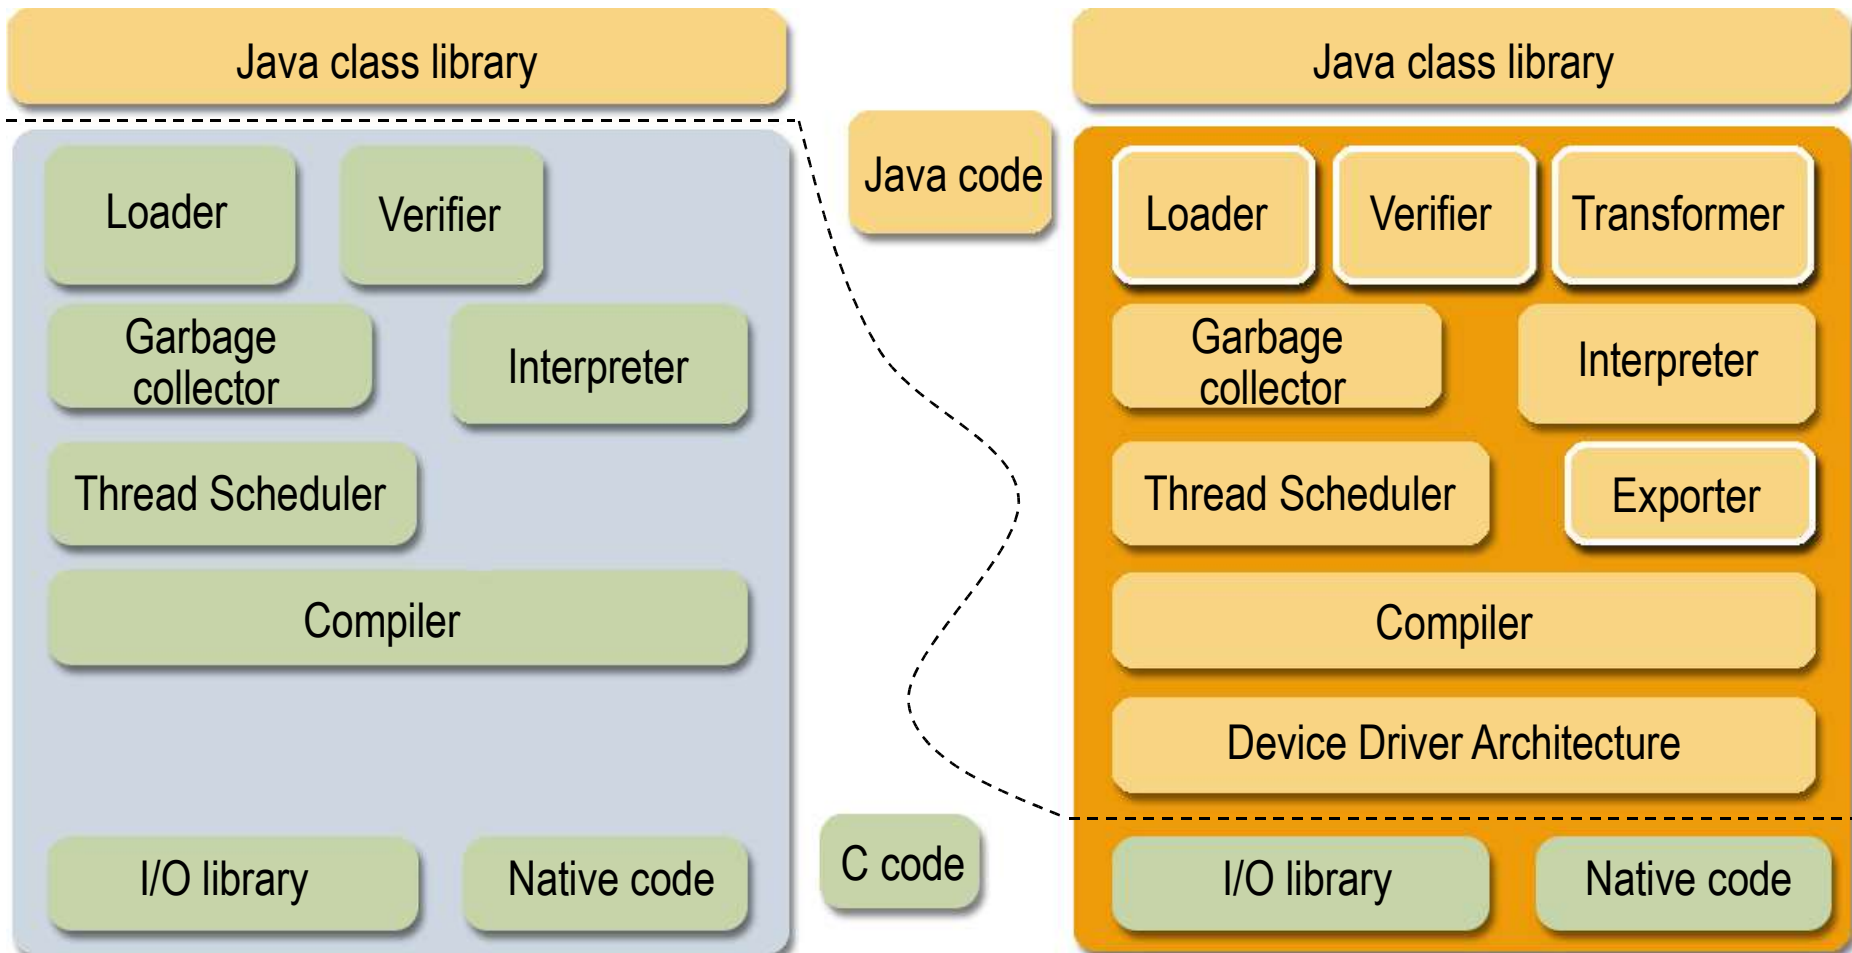 Java class library
Loader
Verifier
Garbage
collector
Interpreter
Thread Scheduler
Compiler
I/O library
Native code
Java code
C code
Java class library
Loader
Verifier
Transformer
Garbage
collector
Interpreter
Thread Scheduler
Exporter
Compiler
Device Driver Architecture
I/O library
Native code